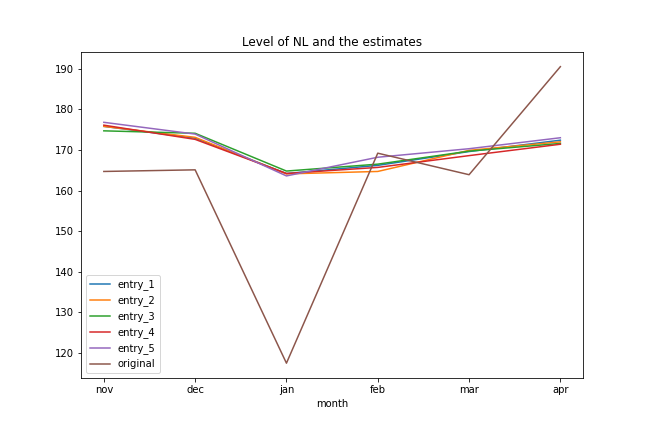 Level of NL and the estimates
190
180
170
160
150
140
130
120
entry_1
entry_2
entry_3
entry_4
entry_5
original
nov dec jan feb mar apr
month